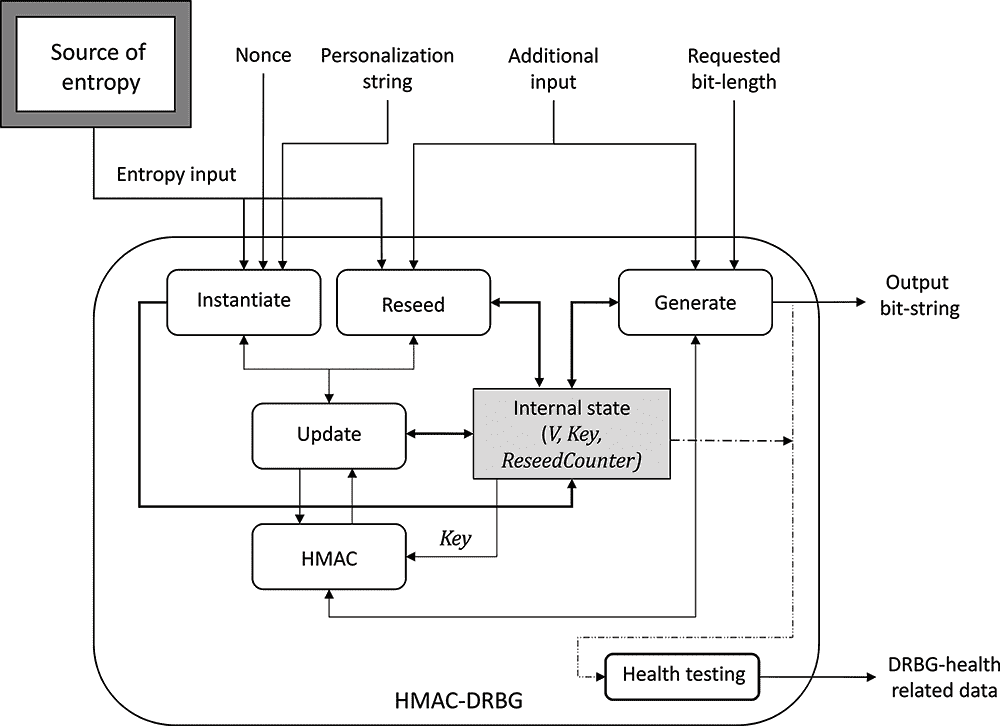 Source of
entropy
Nonce
Personalization
string
Additional
input
Requested
bit-length
Entropy input
Instantiate
Reseed
Generate
Output
bit-string
Internal state
(V, Key,
ReseedCounter)
Update
HMAC
Key
Health testing
DRBG-health
related data
HMAC-DRBG